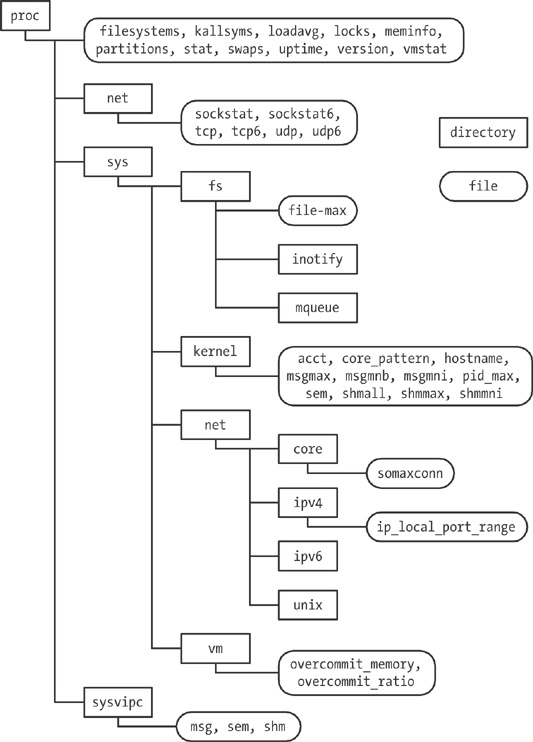 proc
filesystems, kallsyms, loadavg, locks, meminfo,
partitions, stat, swaps, uptime, version, vmstat
net
sockstat, sockstat6,
tcp, tcp6, udp, udp6
directory
file
sys
fs
file-max
inotify
mqueue
kernel
acct, core_pattern, hostname,
msgmax, msgmnb, msgmni, pid_max,
sem, shmall, shmmax, shmmni
net
core
somaxconn
ipv4
ip_local_port_range
ipv6
unix
vm
overcommit_memory,
overcommit_ratio
sysvipc
msg, sem, shm